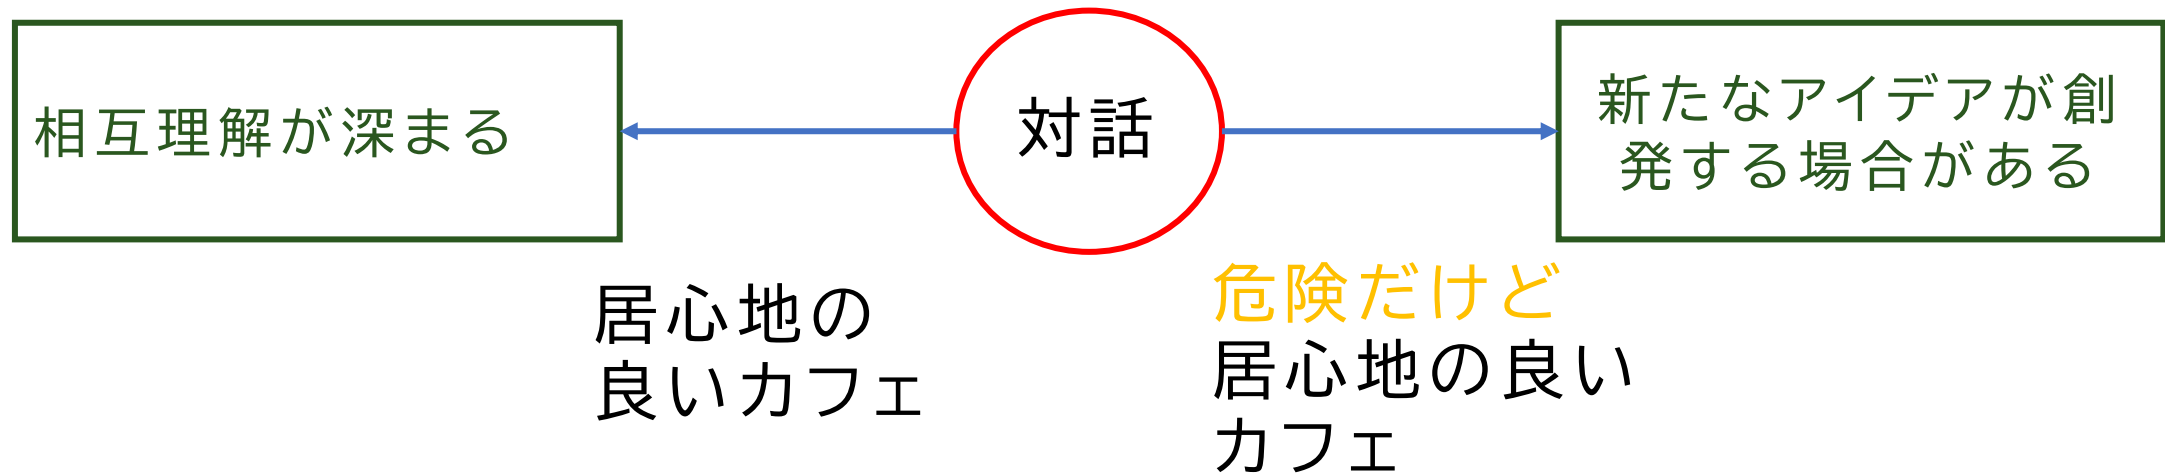 相互理解が深まる
対話
新たなアイデアが創
発する場合がある
居心地の
良いカフェ
危険だけど
居心地の良い
カフェ